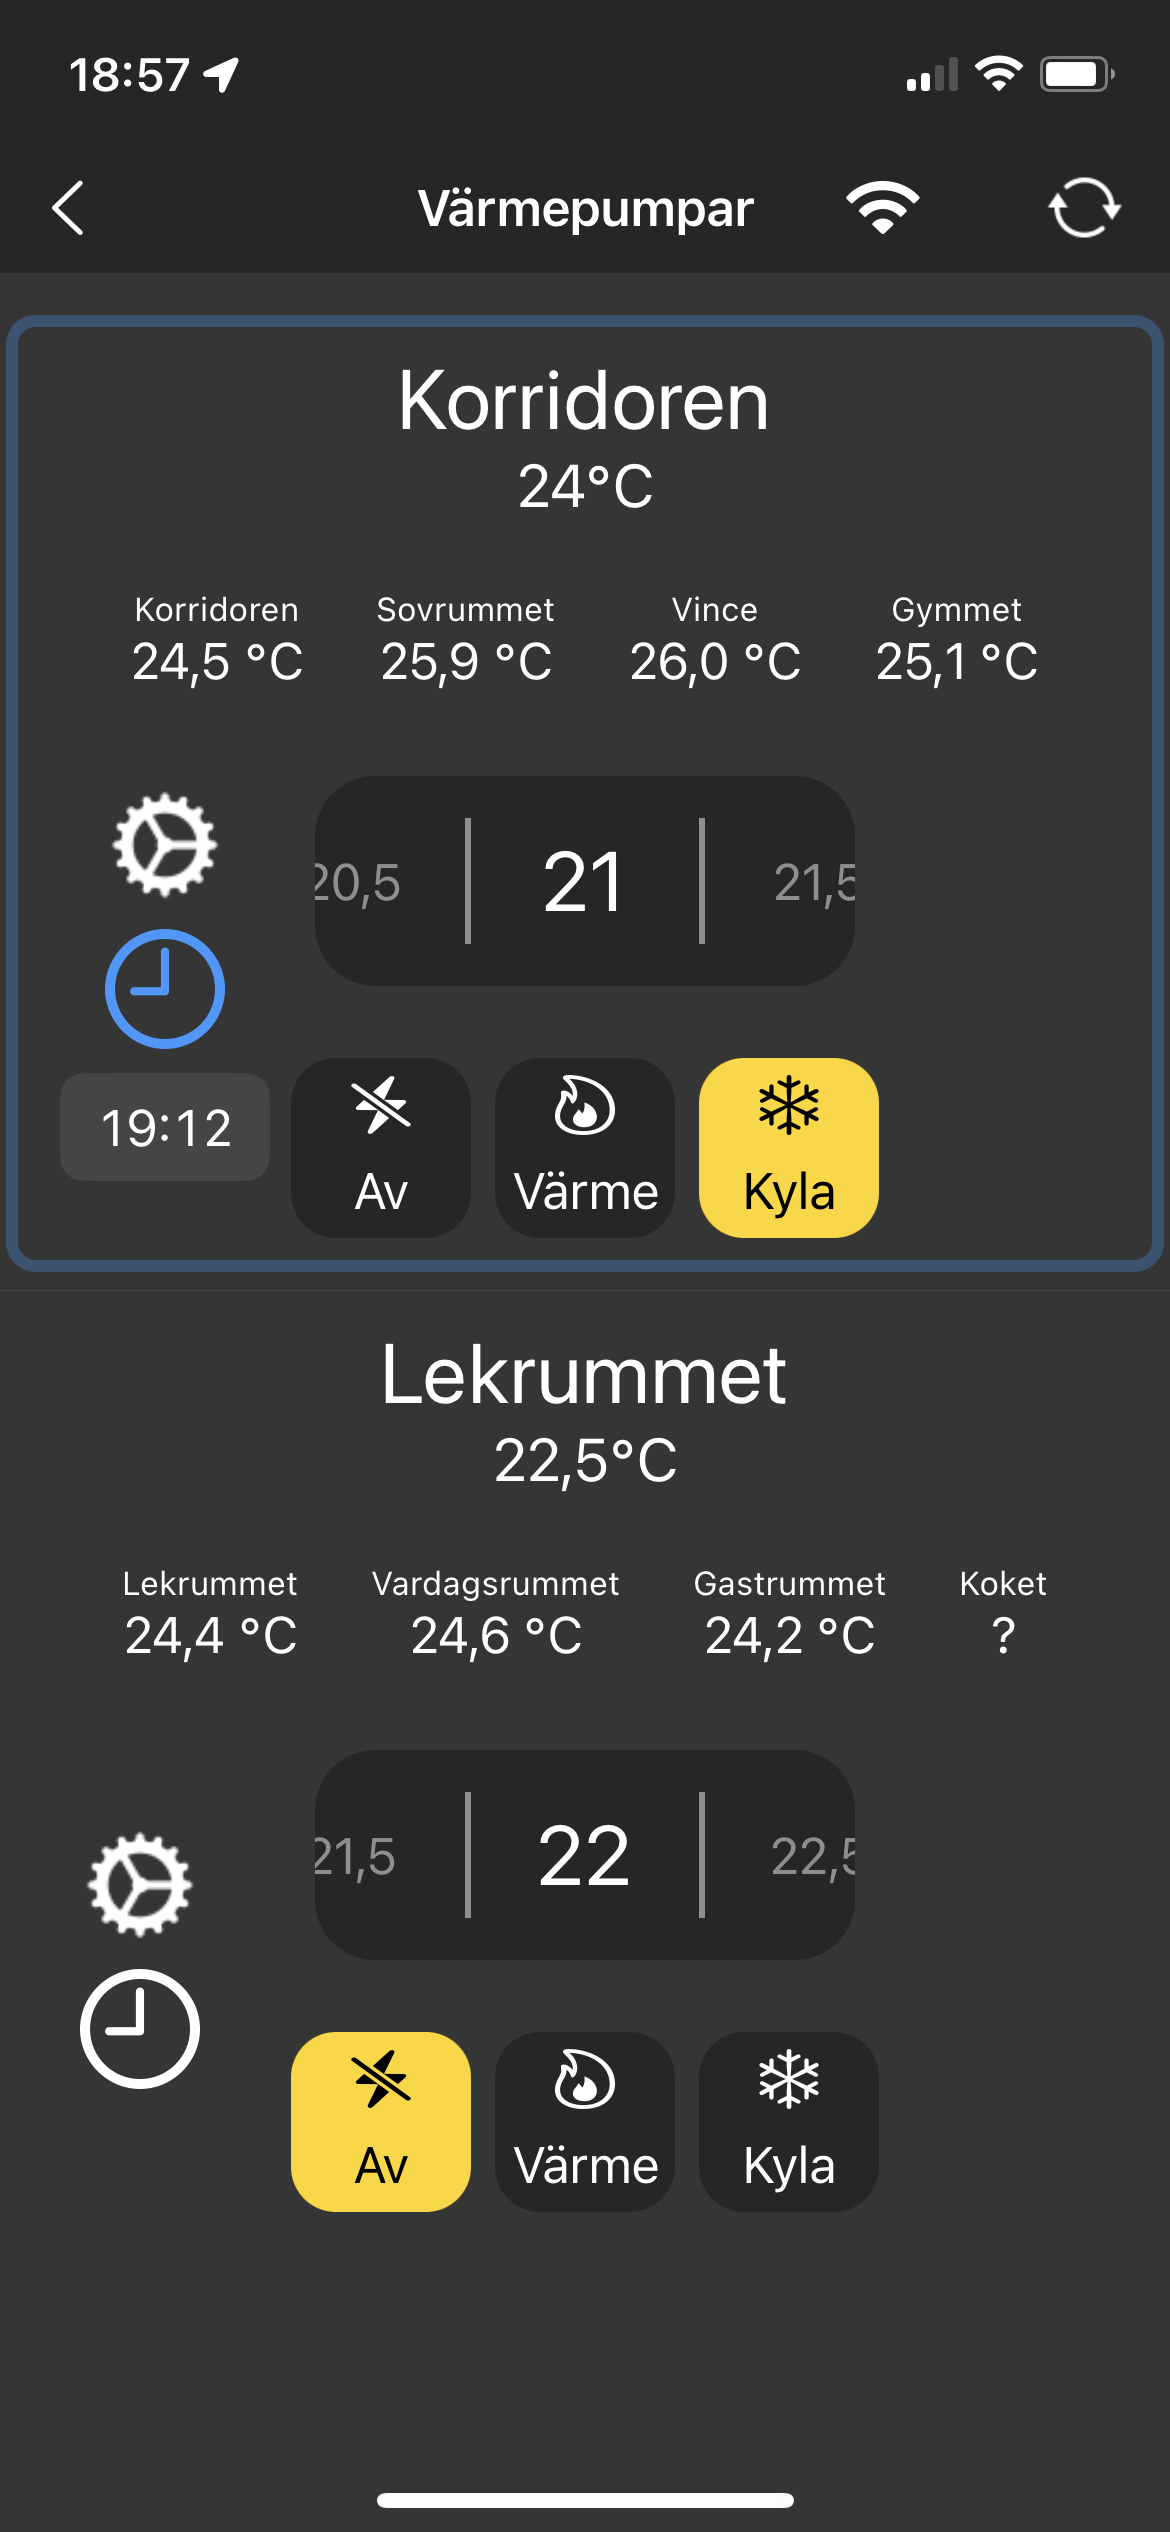 18:57
Värmepumpar
Korridoren
24°C
Korridoren Sovrummet Vince Gymmet
24,5 °C 25,9 °C 26,0 °C 25,1 °C
20,5 21 21,5
19:12
Av Värme Kyla
Lekrummet
22,5°C
Lekrummet Vardagsrummet Gastrummet Koket
24,4 °C 24,6 °C 24,2 °C ?
21,5 22 22,5
Av Värme Kyla